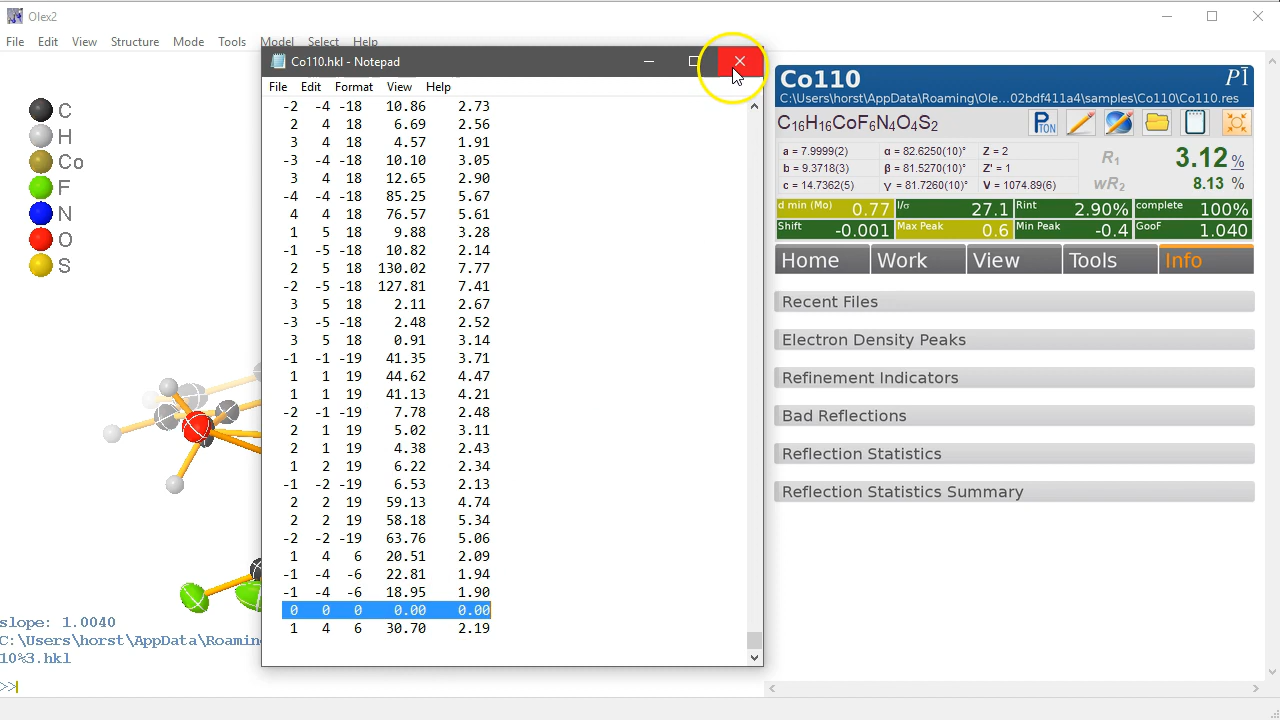 Olex2
File Edit View Structure Mode Tools Model Select Help
C
H
Co
F
N
O
S
slope: 1.0040
C:\Users\horst\AppData\Roamin
10%3.hkl
>>
Co110.hkl - Notepad
File Edit Format View Help
-2 -4 -18 10.86 2.73
2 4 18 6.69 2.56
3 4 18 4.57 1.91
-3 -4 -18 10.10 3.05
3 4 18 12.65 2.90
-4 -4 -18 85.25 5.67
4 4 18 76.57 5.61
1 5 18 9.88 3.28
-1 -5 -18 10.82 2.14
2 5 18 130.02 7.77
-2 -5 -18 127.81 7.41
3 5 18 2.11 2.67
-3 -5 -18 2.48 2.52
3 5 18 0.91 3.14
-1 -1 -19 41.35 3.71
1 1 19 44.62 4.47
1 1 19 41.13 4.21
-2 -1 -19 7.78 2.48
2 1 19 5.02 3.11
2 1 19 4.38 2.43
1 2 19 6.22 2.34
-1 -2 -19 6.53 2.13
2 2 19 59.13 4.74
2 2 19 58.18 5.34
-2 -2 -19 63.76 5.06
1 4 6 20.51 2.09
-1 -4 -6 22.81 1.94
-1 -4 -6 18.95 1.90
0 0 0 0.00 0.00
1 4 6 30.70 2.19
Co110 P1̅
C:\Users\horst\AppData\Roaming\Ole...02bdf411a4\samples\Co110\Co110.res
C₁₆H₁₆CoF₆N₄O₄S₂ PTON
a = 7.9999(2) α = 82.6250(10)° Z = 2
b = 9.3718(3) β = 81.5270(10)° Z' = 1
c = 14.7362(5) γ = 81.7260(10)° V = 1074.89(6)
R₁ 3.12 %
wR₂ 8.13 %
d min (Mo) 0.77 I/σ 27.1 Rint 2.90% complete 100%
Shift -0.001 Max Peak 0.6 Min Peak -0.4 GooF 1.040
Home Work View Tools Info
Recent Files
Electron Density Peaks
Refinement Indicators
Bad Reflections
Reflection Statistics
Reflection Statistics Summary